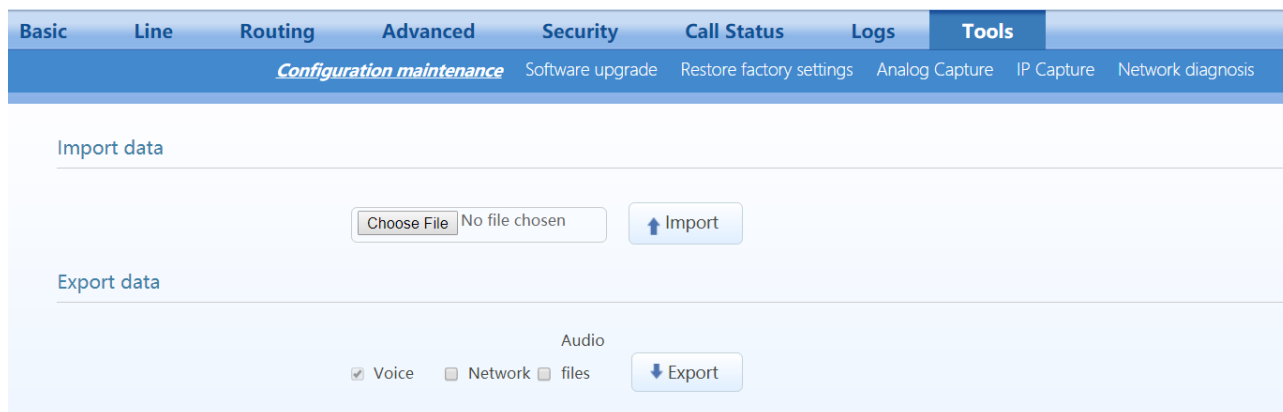 Basic Line Routing Advanced Security Call Status Logs Tools
Configuration maintenance Software upgrade Restore factory settings Analog Capture IP Capture Network diagnosis
Import data
Choose File No file chosen Import
Export data
Audio
Voice Network files Export